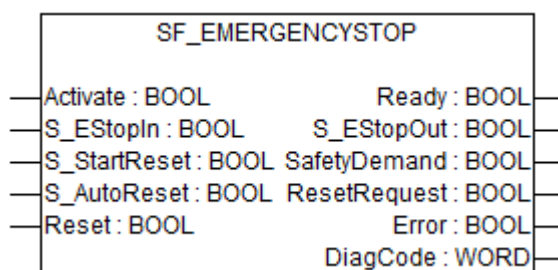 SF_EMERGENCYSTOP
Activate : BOOL Ready : BOOL
S_EStopIn : BOOL S_EStopOut : BOOL
S_StartReset : BOOL SafetyDemand : BOOL
S_AutoReset : BOOL ResetRequest : BOOL
Reset : BOOL Error : BOOL
DiagCode : WORD